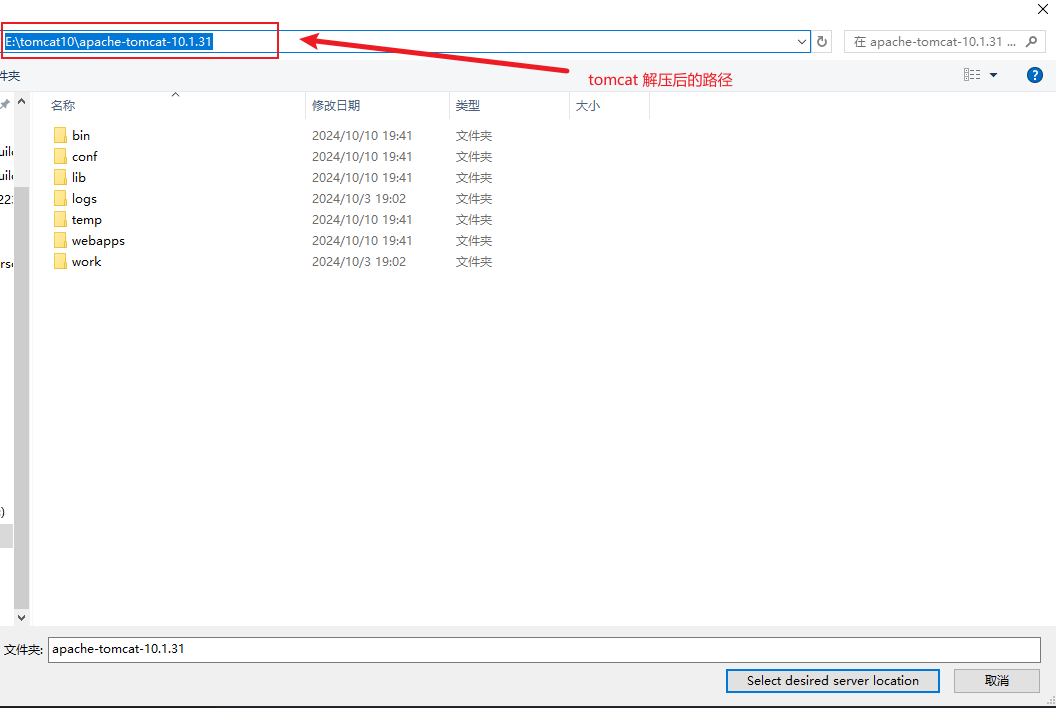 E:\tomcat10\apache-tomcat-10.1.31
在 apache-tomcat-10.1.31 ...
件夹
tomcat 解压后的路径
名称 修改日期 类型 大小
bin 2024/10/10 19:41 文件夹
conf 2024/10/10 19:41 文件夹
lib 2024/10/10 19:41 文件夹
logs 2024/10/3 19:02 文件夹
temp 2024/10/10 19:41 文件夹
webapps 2024/10/10 19:41 文件夹
work 2024/10/3 19:02 文件夹
文件夹: apache-tomcat-10.1.31
Select desired server location 取消